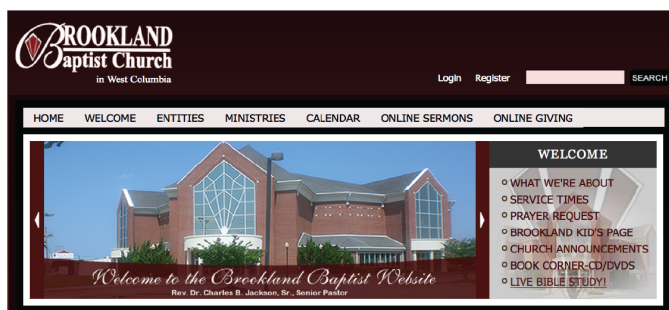 BROOKLAND
Baptist Church
in West Columbia
Login Register SEARCH
HOME WELCOME ENTITIES MINISTRIES CALENDAR ONLINE SERMONS ONLINE GIVING
WELCOME
WHAT WE'RE ABOUT
SERVICE TIMES
PRAYER REQUEST
BROOKLAND KID'S PAGE
CHURCH ANNOUNCEMENTS
BOOK CORNER-CD/DVDS
LIVE BIBLE STUDY!
Welcome to the Brookland Baptist Website
Rev. Dr. Charles B. Jackson, Sr., Senior Pastor